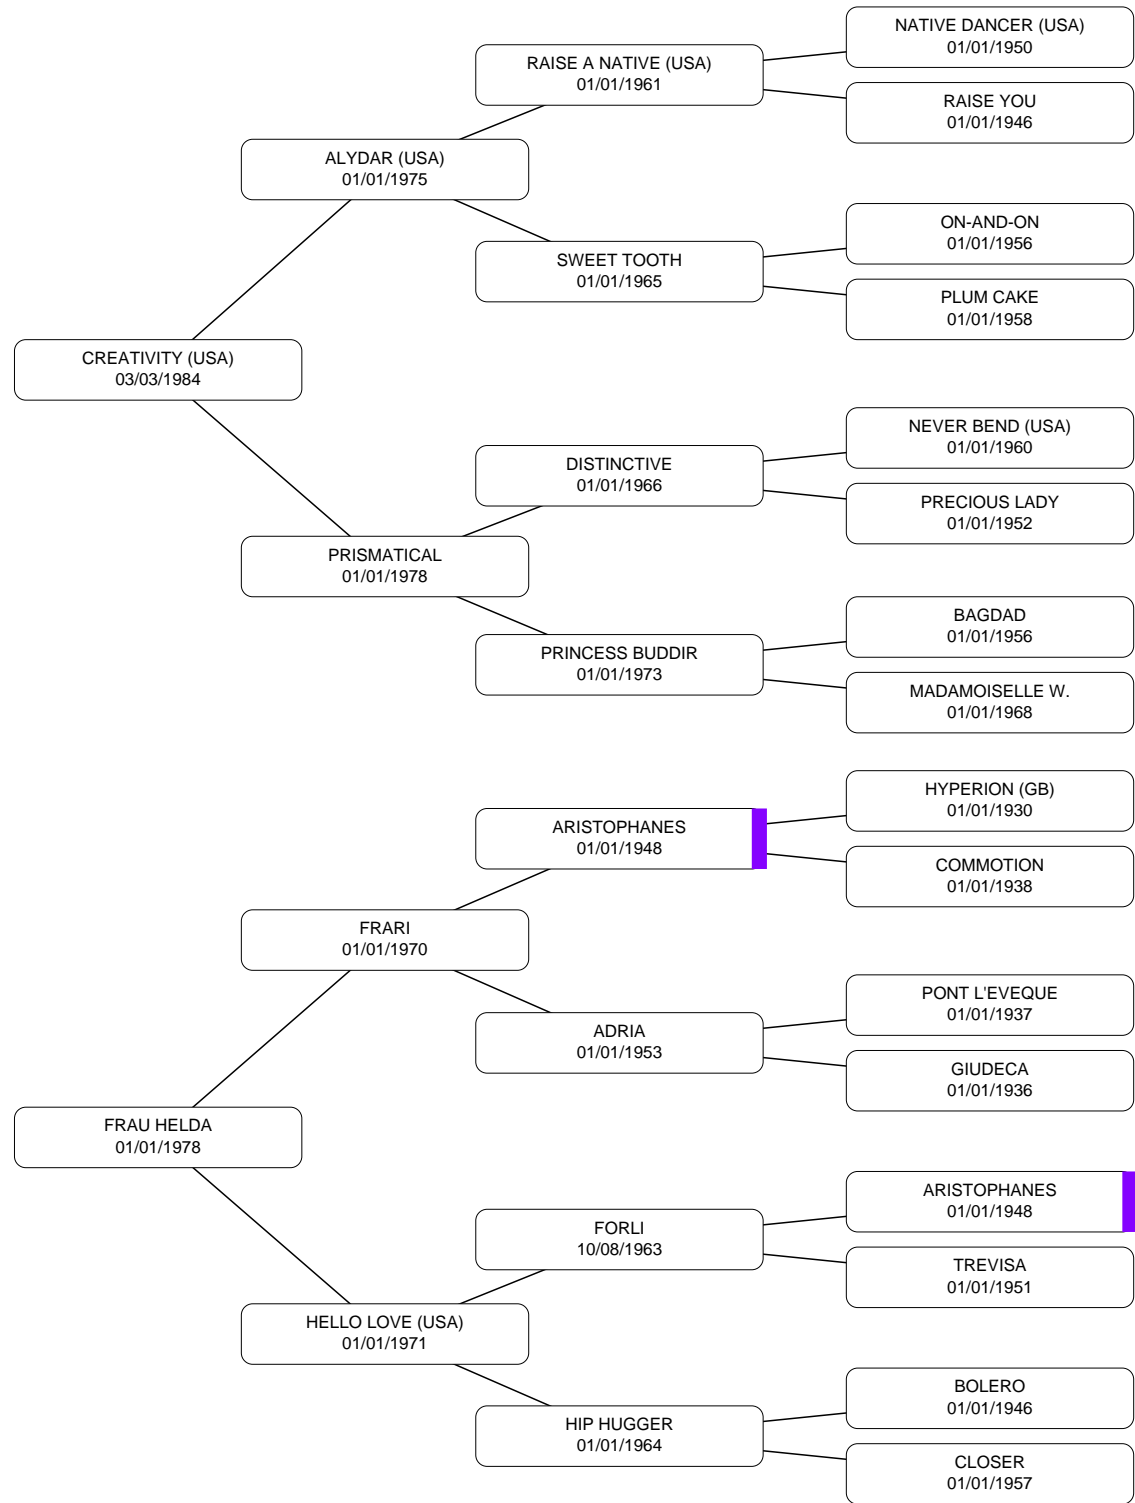 NATIVE DANCER (USA)
01/01/1950
RAISE A NATIVE (USA)
01/01/1961
RAISE YOU
01/01/1946
ALYDAR (USA)
01/01/1975
ON-AND-ON
01/01/1956
SWEET TOOTH
01/01/1965
PLUM CAKE
01/01/1958
CREATIVITY (USA)
03/03/1984
NEVER BEND (USA)
01/01/1960
DISTINCTIVE
01/01/1966
PRECIOUS LADY
01/01/1952
PRISMATICAL
01/01/1978
BAGDAD
01/01/1956
PRINCESS BUDDIR
01/01/1973
MADAMOISELLE W.
01/01/1968
HYPERION (GB)
01/01/1930
ARISTOPHANES
01/01/1948
COMMOTION
01/01/1938
FRARI
01/01/1970
PONT L'EVEQUE
01/01/1937
ADRIA
01/01/1953
GIUDECA
01/01/1936
FRAU HELDA
01/01/1978
ARISTOPHANES
01/01/1948
FORLI
10/08/1963
TREVISA
01/01/1951
HELLO LOVE (USA)
01/01/1971
BOLERO
01/01/1946
HIP HUGGER
01/01/1964
CLOSER
01/01/1957